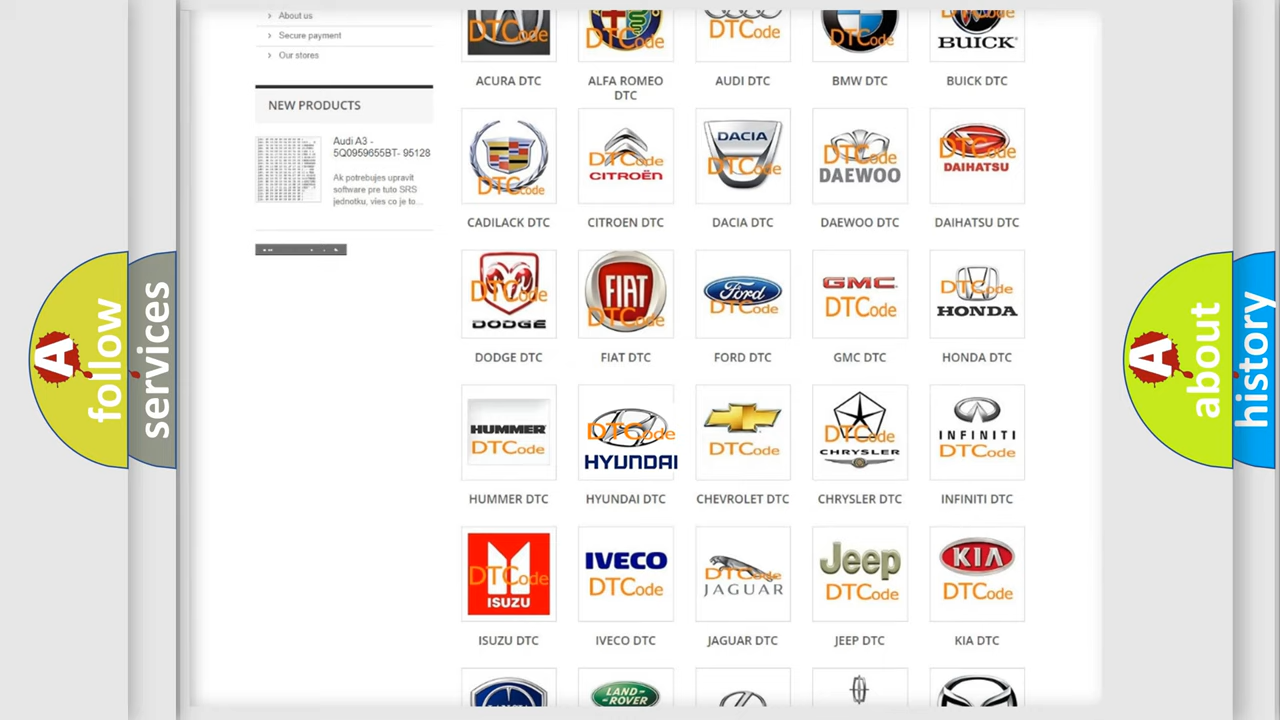 About us
Secure payment
Our stores
NEW PRODUCTS
Audi A3 -
5Q0959655BT- 95128
Ak potrebujes upravit
software pre tuto SRS
jednotku, vies co je to...
DTCode
DTCode
DTCode
DTCode
DTCode
BUICK
ACURA DTC
ALFA ROMEO
DTC
AUDI DTC
BMW DTC
BUICK DTC
DTCode
DTCode
CITROËN
DACIA
DTCode
DTCode
DAEWOO
DTCode
DAIHATSU
CADILACK DTC
CITROEN DTC
DACIA DTC
DAEWOO DTC
DAIHATSU DTC
DTCode
DODGE
FIAT
DTCode
Ford
DTCode
GMC
DTCode
DTCode
HONDA
DODGE DTC
FIAT DTC
FORD DTC
GMC DTC
HONDA DTC
HUMMER
DTCode
DTCode
HYUNDAI
DTCode
DTCode
CHRYSLER
INFINITI
DTCode
HUMMER DTC
HYUNDAI DTC
CHEVROLET DTC
CHRYSLER DTC
INFINITI DTC
DTCode
ISUZU
IVECO
DTCode
DTCode
JAGUAR
Jeep
DTCode
KIA
DTCode
ISUZU DTC
IVECO DTC
JAGUAR DTC
JEEP DTC
KIA DTC
LAND-
ROVER
A
follow
services
A
about
history